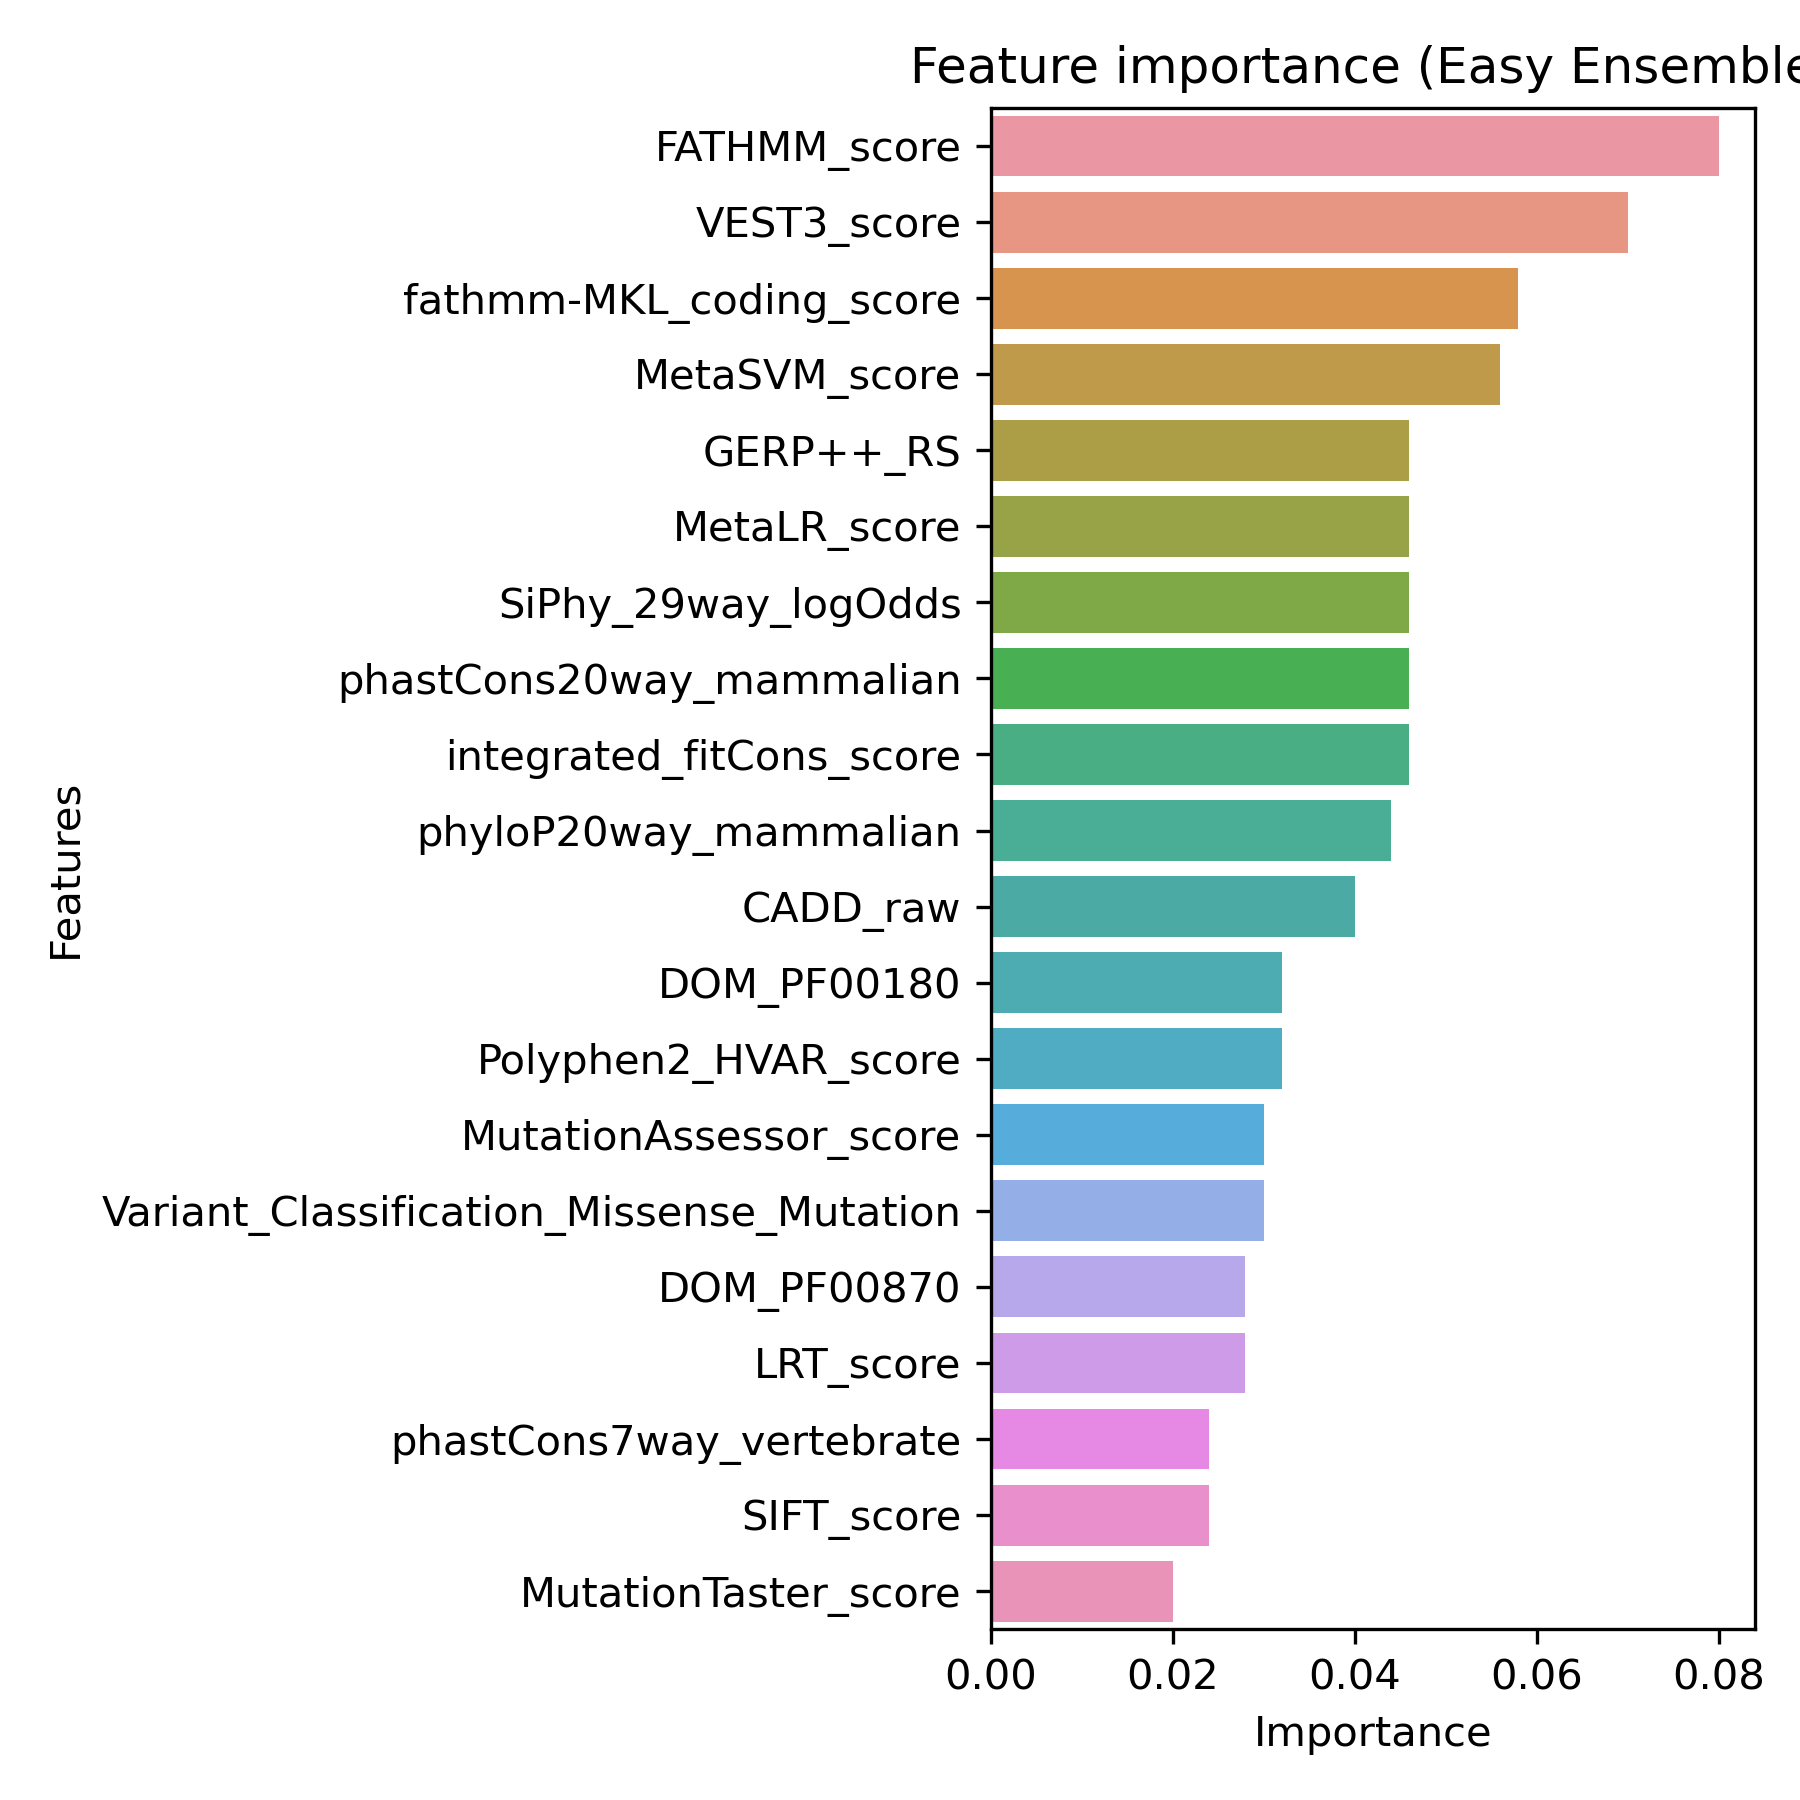 Feature importance (Easy Ensemble
FATHMM_score
VEST3_score
fathmm-MKL_coding_score
MetaSVM_score
GERP++_RS
MetaLR_score
SiPhy_29way_logOdds
phastCons20way_mammalian
integrated_fitCons_score
phyloP20way_mammalian
CADD_raw
DOM_PF00180
Polyphen2_HVAR_score
MutationAssessor_score
Variant_Classification_Missense_Mutation
DOM_PF00870
LRT_score
phastCons7way_vertebrate
SIFT_score
MutationTaster_score
Features
0.00 0.02 0.04 0.06 0.08
Importance